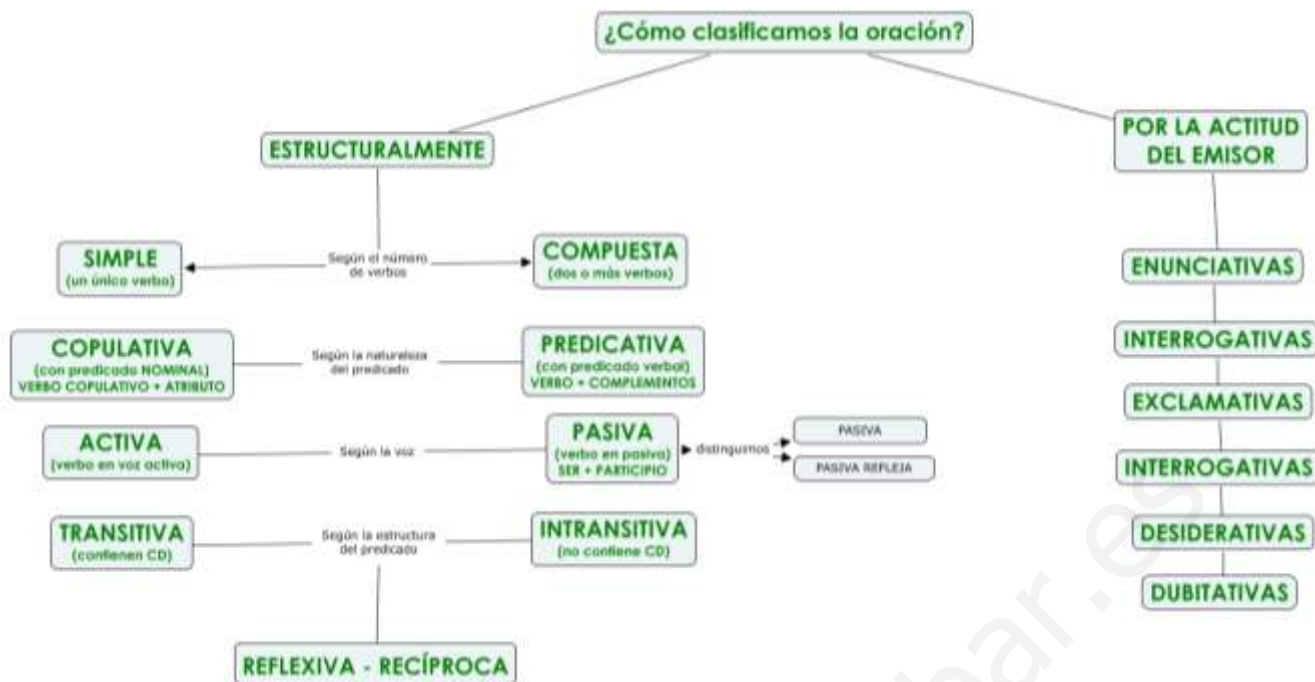 ¿Cómo clasificamos la oración?
ESTRUCTURALMENTE
POR LA ACTITUD
DEL EMISOR
SIMPLE
(un único verbo)
Según el número
de verbos
COMPUESTA
(dos o más verbos)
COPULATIVA
(con predicado NOMINAL)
VERBO COPULATIVO + ATRIBUTO
Según la naturaleza
del predicado
PREDICATIVA
(con predicado verbal)
VERBO + COMPLEMENTOS
ACTIVA
(verbo en voz activa)
Según la voz
PASIVA
(verbo en pasiva)
SER + PARTICIPIO
distinguimos
PASIVA
PASIVA REFLEJA
TRANSITIVA
(contienen CD)
Según la estructura
del predicado
INTRANSITIVA
(no contiene CD)
REFLEXIVA - RECÍPROCA
ENUNCIATIVAS
INTERROGATIVAS
EXCLAMATIVAS
INTERROGATIVAS
DESIDERATIVAS
DUBITATIVAS
bar.es